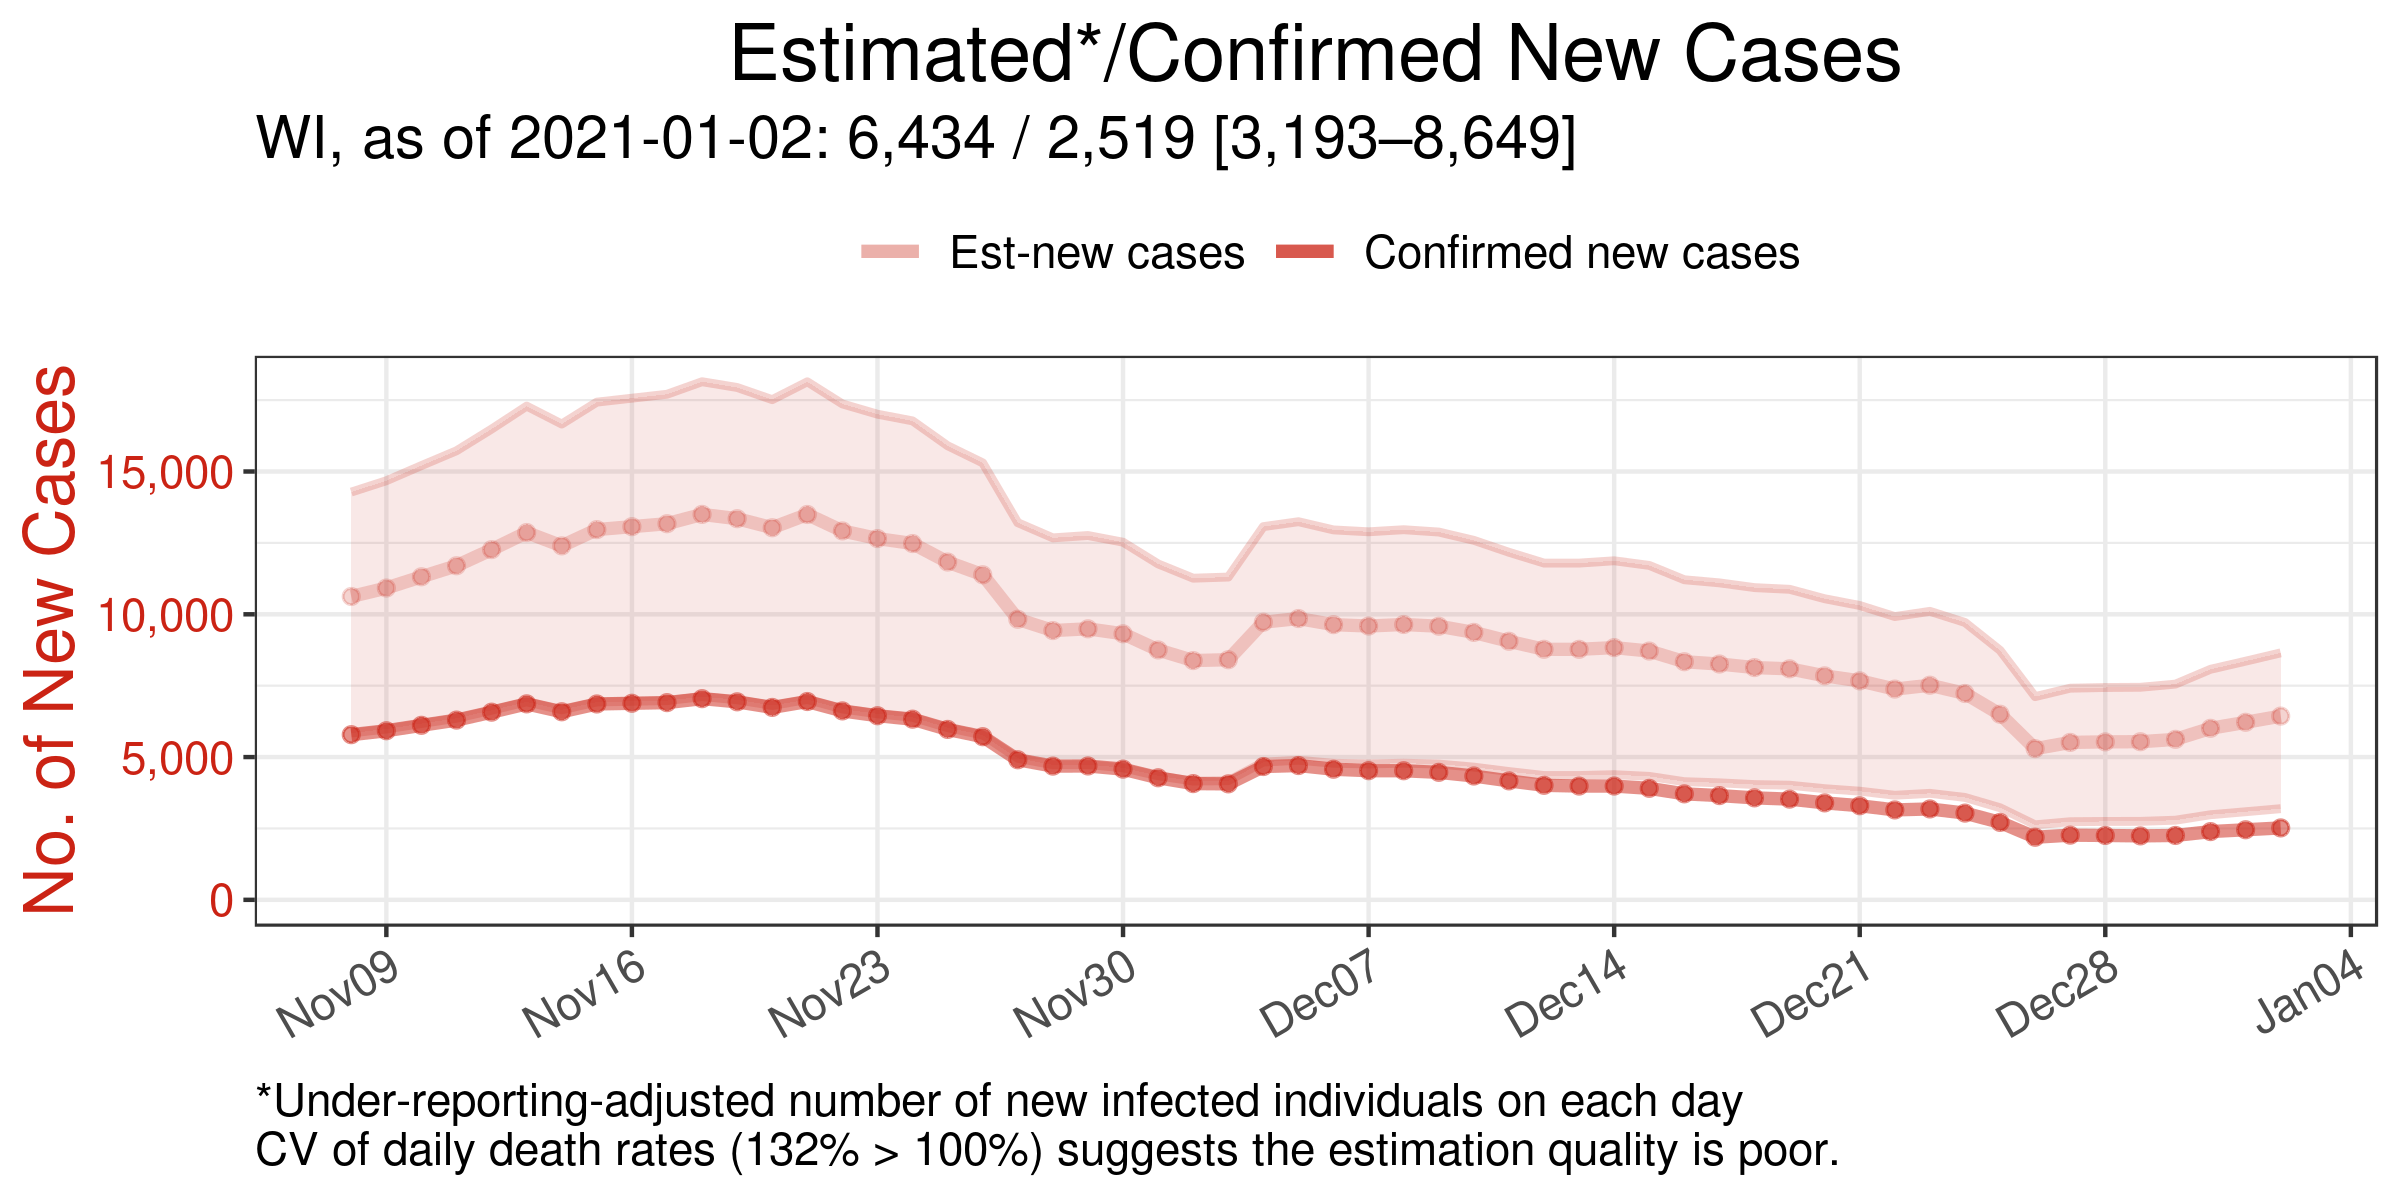 Estimated*/Confirmed New Cases
WI, as of 2021-01-02: 6,434 / 2,519 [3,193–8,649]
Est-new cases
Confirmed new cases
No. of New Cases
15,000
10,000
5,000
0
Nov09
Nov16
Nov23
Nov30
Dec07
Dec14
Dec21
Dec28
Jan04
*Under-reporting-adjusted number of new infected individuals on each day
CV of daily death rates (132% > 100%) suggests the estimation quality is poor.